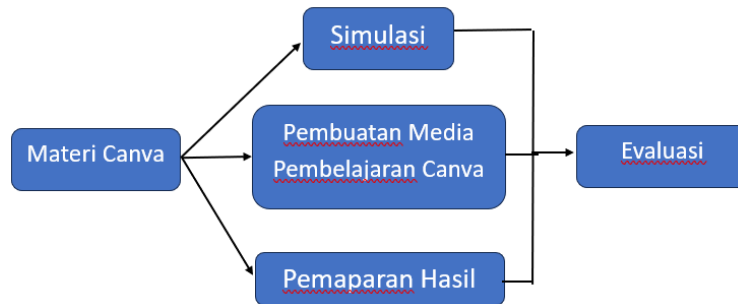 Simulasi
Materi Canva
Pembuatan Media
Pembelajaran Canva
Evaluasi
Pemaparan Hasil